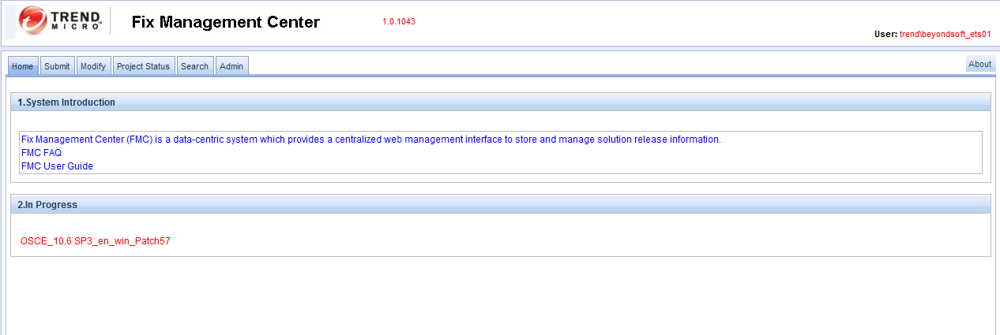 TREND MICRO
Fix Management Center
1.0.1043
User: trend\beyondsoft_ets01
Home Submit Modify Project Status Search Admin About
1.System Introduction
Fix Management Center (FMC) is a data-centric system which provides a centralized web management interface to store and manage solution release information.
FMC FAQ
FMC User Guide
2.In Progress
OSCE_10.6 SP3_en_win_Patch57